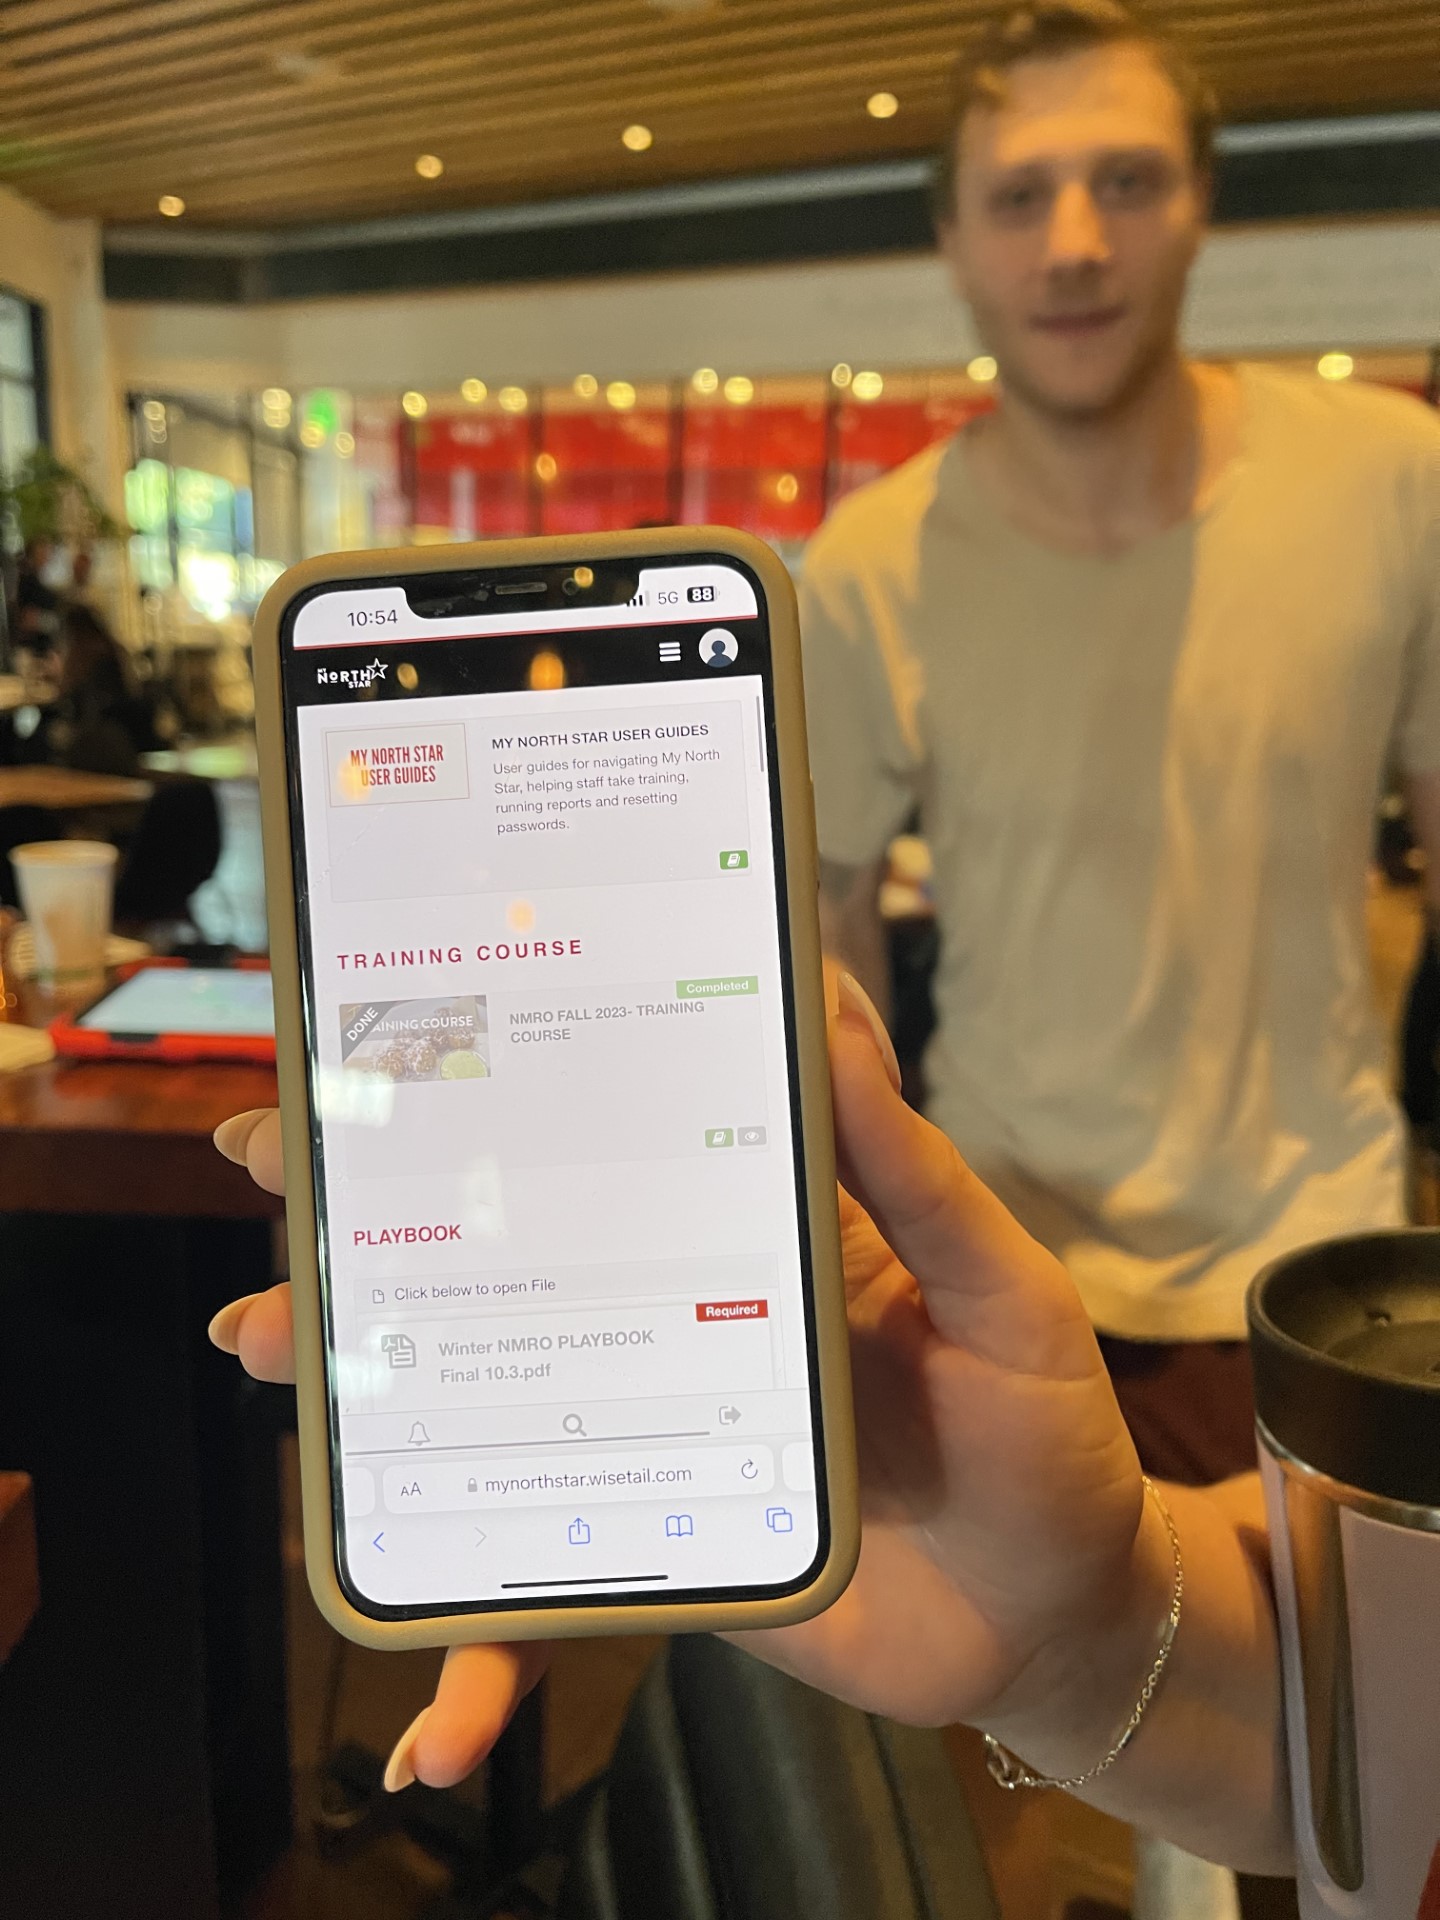 10:54
5G 88
MY
NORTH
STAR
MY NORTH STAR
USER GUIDES
MY NORTH STAR USER GUIDES
User guides for navigating My North
Star, helping staff take training,
running reports and resetting
passwords.
TRAINING COURSE
Completed
DONE
AINING COURSE
NMRO FALL 2023- TRAINING
COURSE
PLAYBOOK
Click below to open File
Required
Winter NMRO PLAYBOOK
Final 10.3.pdf
AA
mynorthstar.wisetail.com